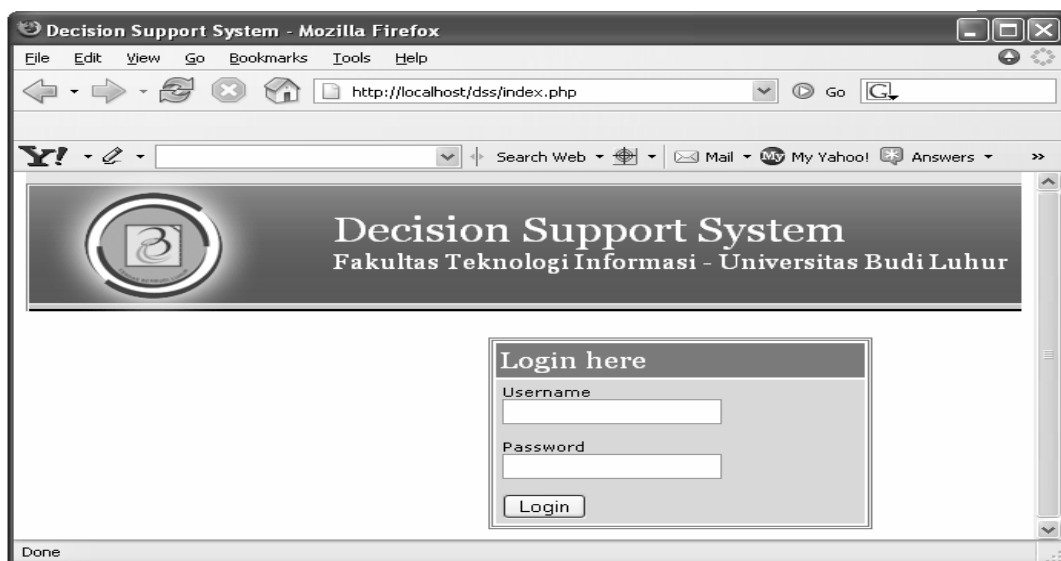 Decision Support System - Mozilla Firefox
File Edit View Go Bookmarks Tools Help
http://localhost/dss/index.php Go G
Y! Search Web Mail My My Yahoo! Answers »
Decision Support System
Fakultas Teknologi Informasi - Universitas Budi Luhur
Login here
Username
Password
Login
Done